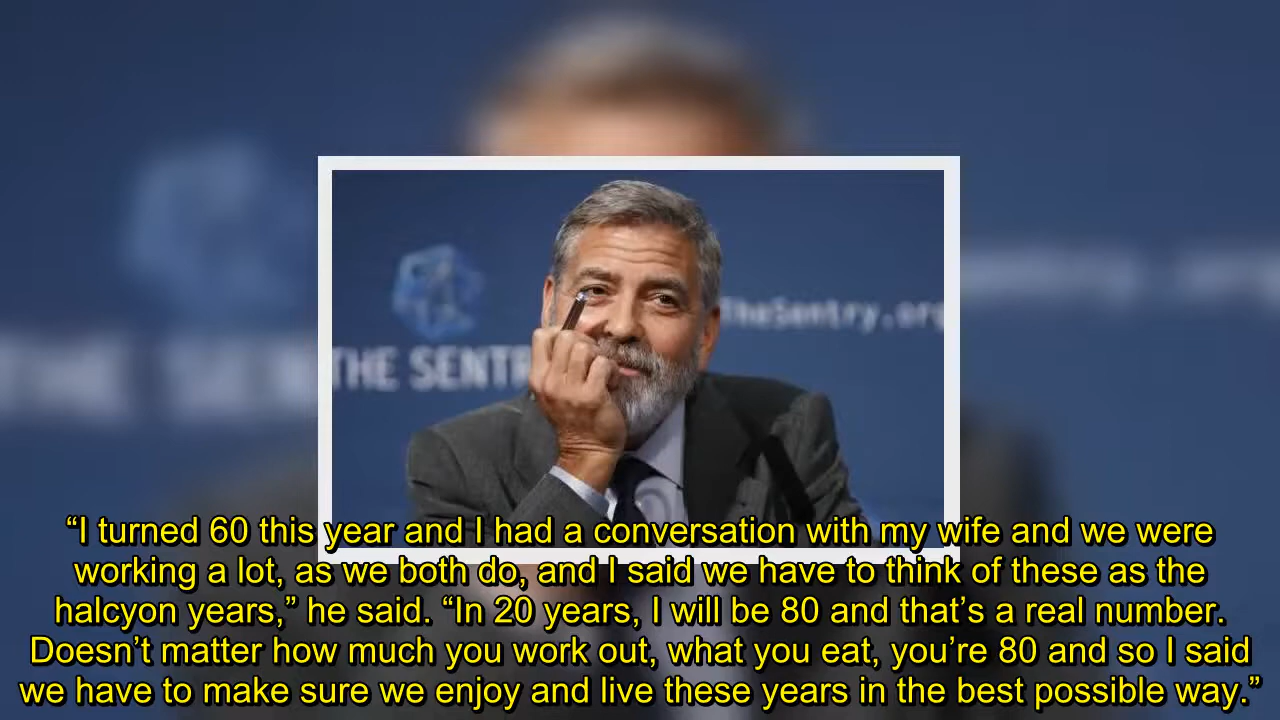 TheSentry.org
THE SENTR
“I turned 60 this year and I had a conversation with my wife and we were
working a lot, as we both do, and I said we have to think of these as the
halcyon years,” he said. “In 20 years, I will be 80 and that’s a real number.
Doesn’t matter how much you work out, what you eat, you’re 80 and so I said
we have to make sure we enjoy and live these years in the best possible way.”